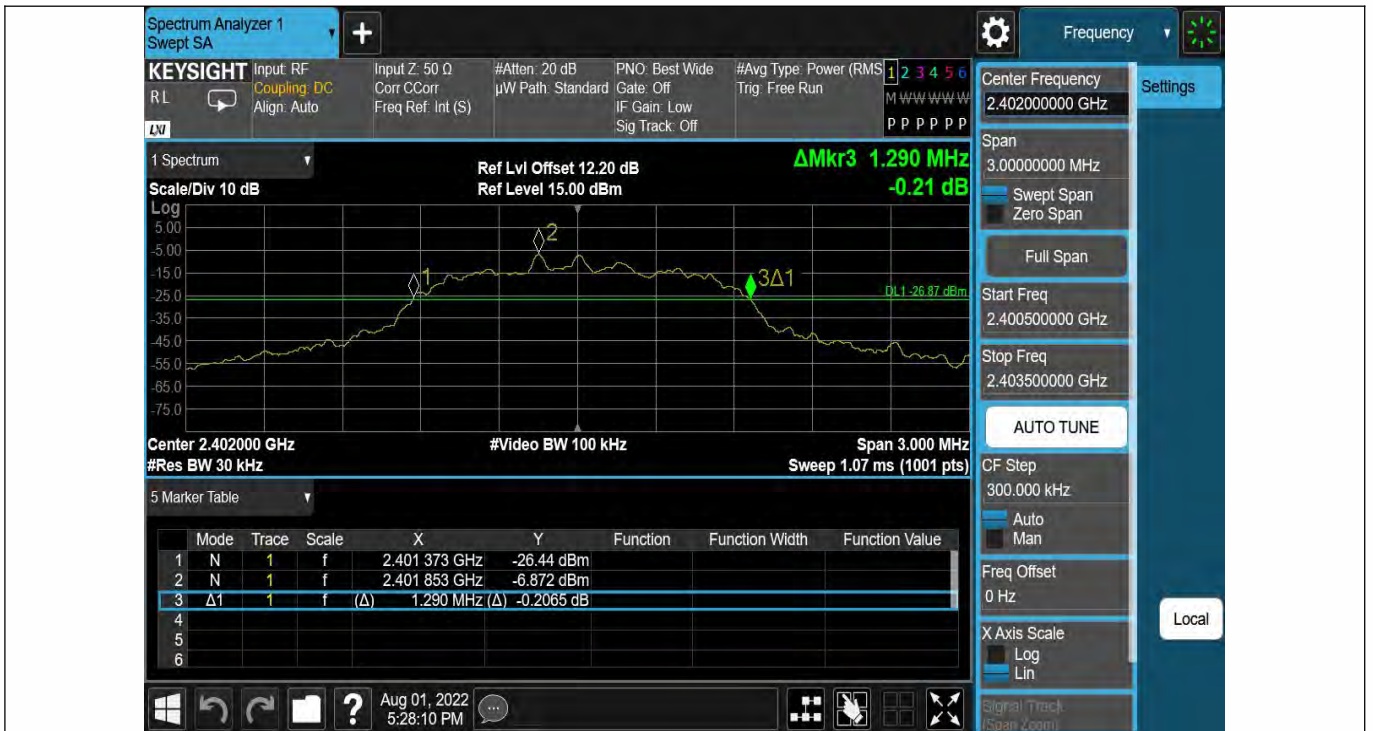 Spectrum Analyzer 1
Swept SA
+
Frequency
KEYSIGHT
RL
LXI
Input: RF
Coupling: DC
Align: Auto
Input Z: 50 Ω
Corr CCorr
Freq Ref: Int (S)
#Atten: 20 dB
µW Path: Standard
PNO: Best Wide
Gate: Off
IF Gain: Low
Sig Track: Off
#Avg Type: Power (RMS
Trig: Free Run
1 2 3 4 5 6
M W W W W W
P P P P P P
1 Spectrum
Scale/Div 10 dB
Ref Lvl Offset 12.20 dB
Ref Level 15.00 dBm
ΔMkr3 1.290 MHz
-0.21 dB
Log
5.00
-5.00
-15.0
-25.0
-35.0
-45.0
-55.0
-65.0
-75.0
1
2
3Δ1
DL1 -26.87 dBm
Center 2.402000 GHz
#Video BW 100 kHz
Span 3.000 MHz
#Res BW 30 kHz
Sweep 1.07 ms (1001 pts)
5 Marker Table
Mode Trace Scale X Y Function Function Width Function Value
1 N 1 f 2.401 373 GHz -26.44 dBm
2 N 1 f 2.401 853 GHz -6.872 dBm
3 Δ1 1 f (Δ) 1.290 MHz (Δ) -0.2065 dB
4
5
6
?
Aug 01, 2022
5:28:10 PM
Center Frequency
2.402000000 GHz
Settings
Span
3.00000000 MHz
Swept Span
Zero Span
Full Span
Start Freq
2.400500000 GHz
Stop Freq
2.403500000 GHz
AUTO TUNE
CF Step
300.000 kHz
Auto
Man
Freq Offset
0 Hz
X Axis Scale
Log
Lin
Local
Signal Track
(Span Zoom)